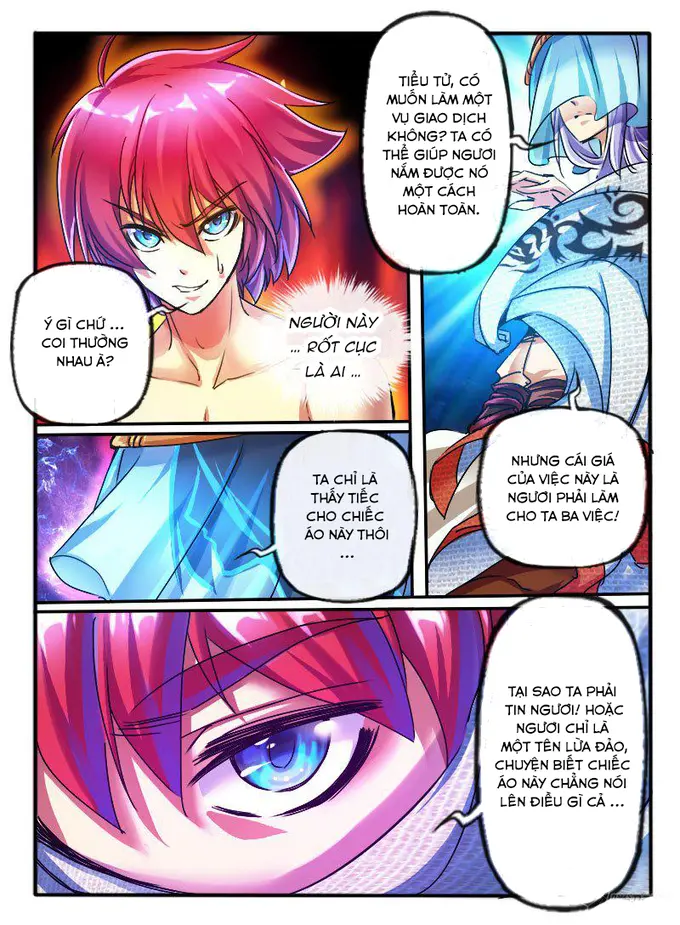 Ý GÌ CHỨ ...
COI THƯỜNG
NHAU À?
NGƯỜI NÀY
... RỐT CỤC
LÀ AI ...
TIỂU TỬ, CÓ
MUỐN LÀM MỘT
VỤ GIAO DỊCH
KHÔNG? TA CÓ
THỂ GIÚP NGƯƠI
NẮM ĐƯỢC NÓ
MỘT CÁCH
HOÀN TOÀN.
TA CHỈ LÀ
THẤY TIẾC
CHO CHIẾC
ÁO NÀY THÔI
...
NHƯNG CÁI GIÁ
CỦA VIỆC NÀY LÀ
NGƯƠI PHẢI LÀM
CHO TA BA VIỆC!
TẠI SAO TA PHẢI
TIN NGƯƠI! HOẶC
NGƯƠI CHỈ LÀ
MỘT TÊN LỪA ĐẢO,
CHUYỆN BIẾT CHIẾC
ÁO NÀY CHẲNG NÓI
LÊN ĐIỀU GÌ CẢ ...